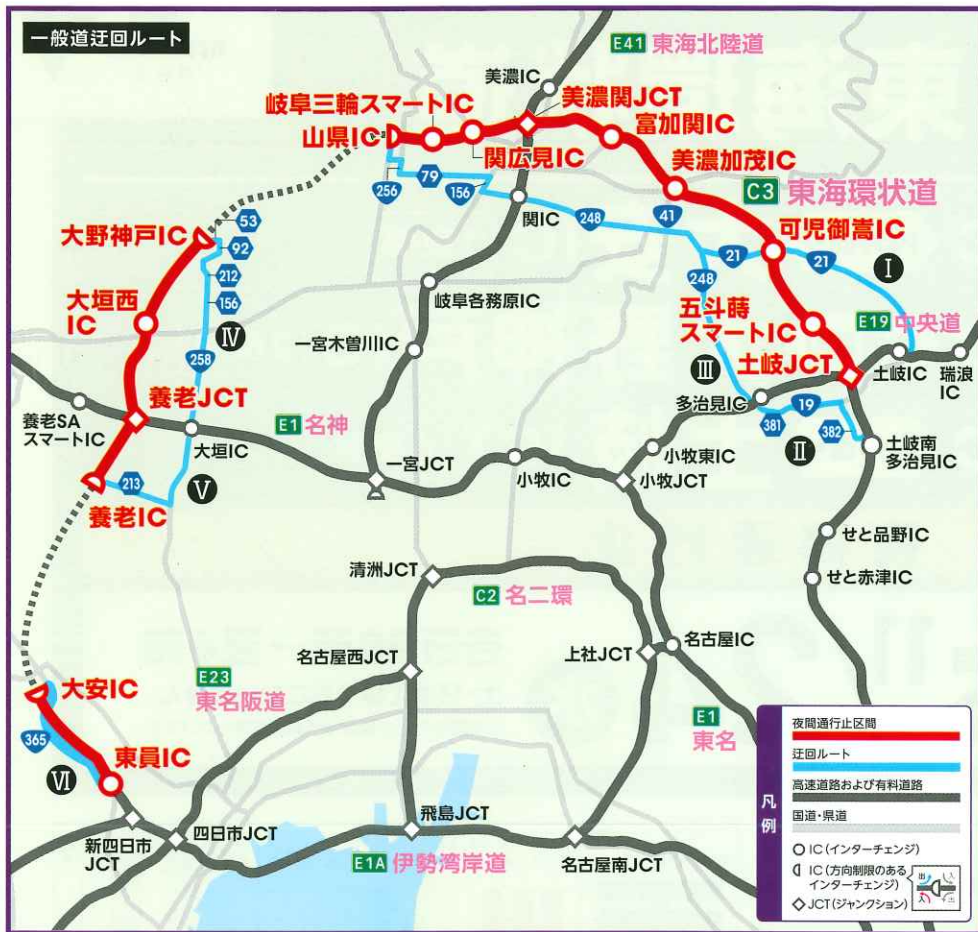 一般道迂回ルート
E41 東海北陸道
美濃IC
岐阜三輪スマートIC
美濃関JCT
山県IC
富加関IC
関広見IC
美濃加茂IC
256
79
156
関IC
C3 東海環状道
248
41
53
大野神戸IC
92
可児御嵩IC
21
21
Ⅰ
212
248
岐阜各務原IC
大垣西
IC
156
五斗蒔
スマートIC
E19 中央道
Ⅳ
一宮木曽川IC
258
Ⅲ
土岐JCT
土岐IC
瑞浪
IC
養老JCT
多治見IC
養老SA
スマートIC
E1 名神
19
381
382
大垣IC
Ⅱ
土岐南
多治見IC
一宮JCT
小牧東IC
小牧IC
小牧JCT
213
Ⅴ
養老IC
せと品野IC
清洲JCT
せと赤津IC
C2 名二環
名古屋西JCT
上社JCT
名古屋IC
E23
東名阪道
大安IC
E1
東名
365
東員IC
Ⅵ
飛島JCT
新四日市
JCT
四日市JCT
E1A 伊勢湾岸道
名古屋南JCT
凡例
夜間通行止区間
迂回ルート
高速道路および有料道路
国道・県道
IC(インターチェンジ)
IC(方向制限のある
インターチェンジ)
出
入
入
出
JCT(ジャンクション)